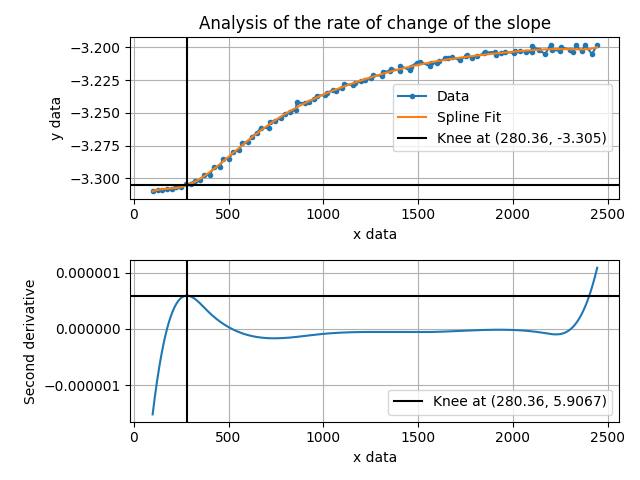 Analysis of the rate of change of the slope
−3.200
−3.225
−3.250
−3.275
−3.300
y data
Data
Spline Fit
Knee at (280.36, -3.305)
0 500 1000 1500 2000 2500
x data
0.000001
0.000000
−0.000001
Second derivative
Knee at (280.36, 5.9067)
0 500 1000 1500 2000 2500
x data